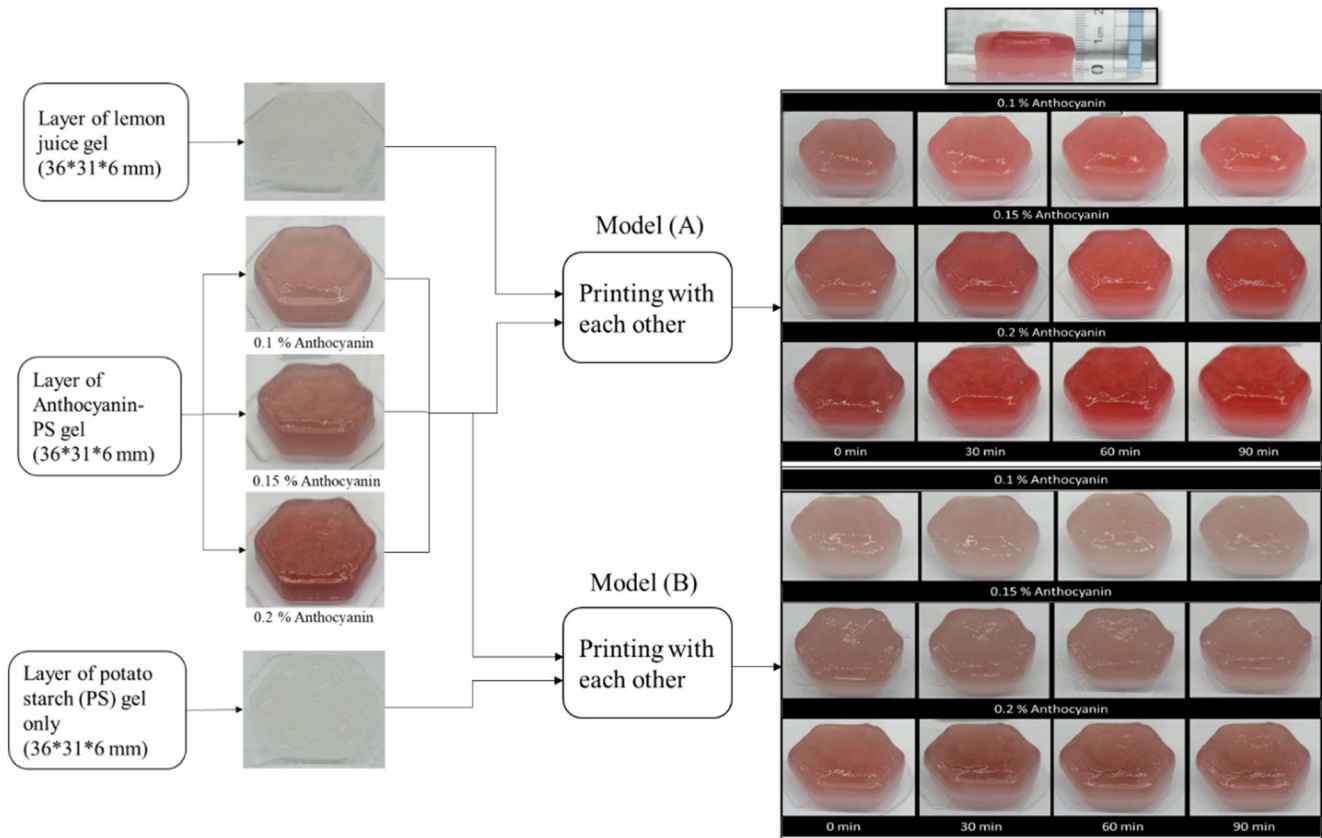 Layer of lemon
juice gel
(36*31*6 mm)
Layer of
Anthocyanin-
PS gel
(36*31*6 mm)
Layer of potato
starch (PS) gel
only
(36*31*6 mm)
0.1 % Anthocyanin
0.15 % Anthocyanin
0.2 % Anthocyanin
Model (A)
Printing with
each other
Model (B)
Printing with
each other
0 1cm 2
0.1 % Anthocyanin
0.15 % Anthocyanin
0.2 % Anthocyanin
0 min 30 min 60 min 90 min
0.1 % Anthocyanin
0.15 % Anthocyanin
0.2 % Anthocyanin
0 min 30 min 60 min 90 min